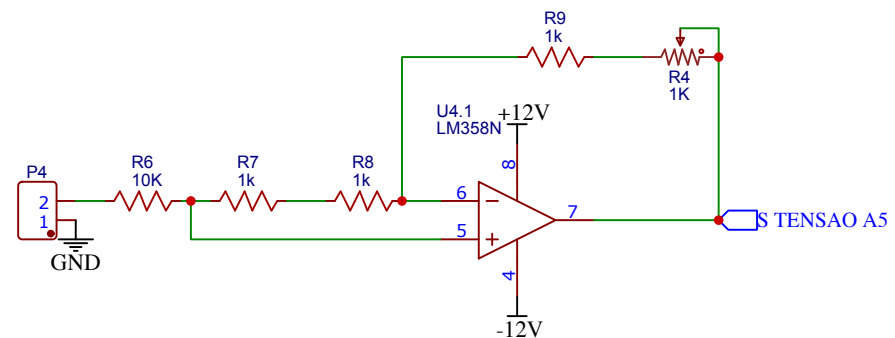 R9
1k
R4
1K
U4.1
LM358N
+12V
8
P4
2
1
GND
R6
10K
R7
1k
R8
1k
6
5
7
4
-12V
S TENSAO A5